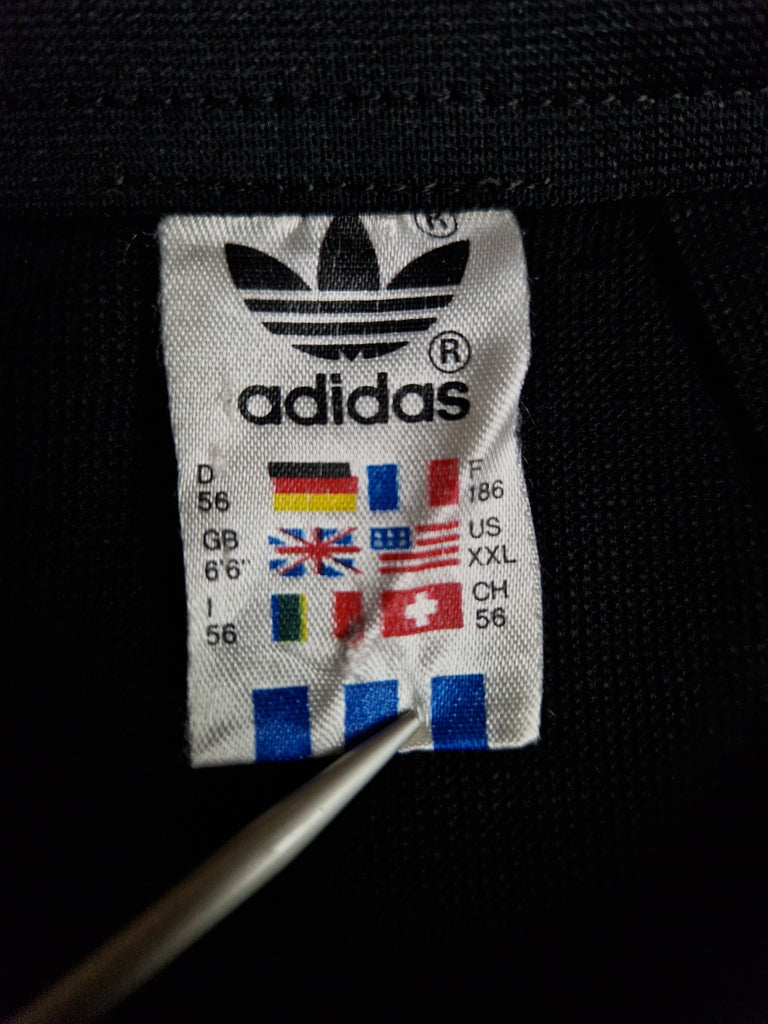 ®
®
adidas
D F
56 186
GB US
6'6" XXL
I CH
56 56